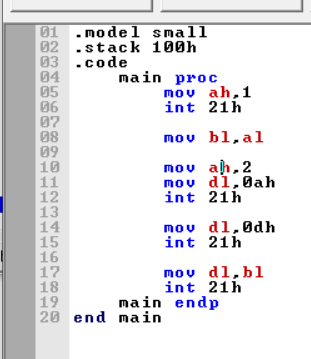 01 .model small
02 .stack 100h
03 .code
04 main proc
05 mov ah,1
06 int 21h
07
08 mov bl,al
09
10 mov ah,2
11 mov dl,0ah
12 int 21h
13
14 mov dl,0dh
15 int 21h
16
17 mov dl,bl
18 int 21h
19 main endp
20 end main